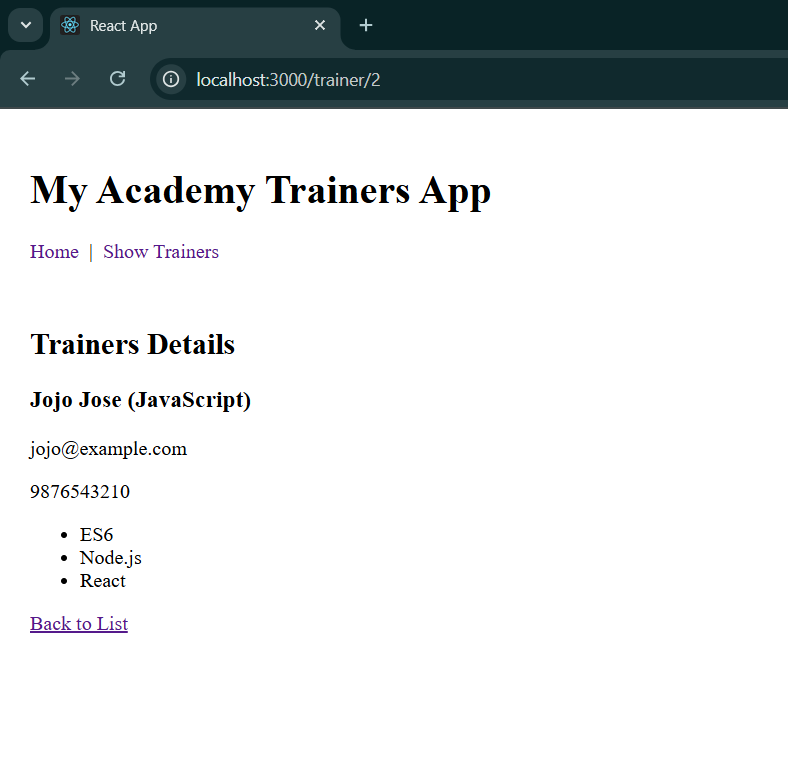 React App
localhost:3000/trainer/2
My Academy Trainers App
Home | Show Trainers
Trainers Details
Jojo Jose (JavaScript)
jojo@example.com
9876543210
• ES6
• Node.js
• React
Back to List